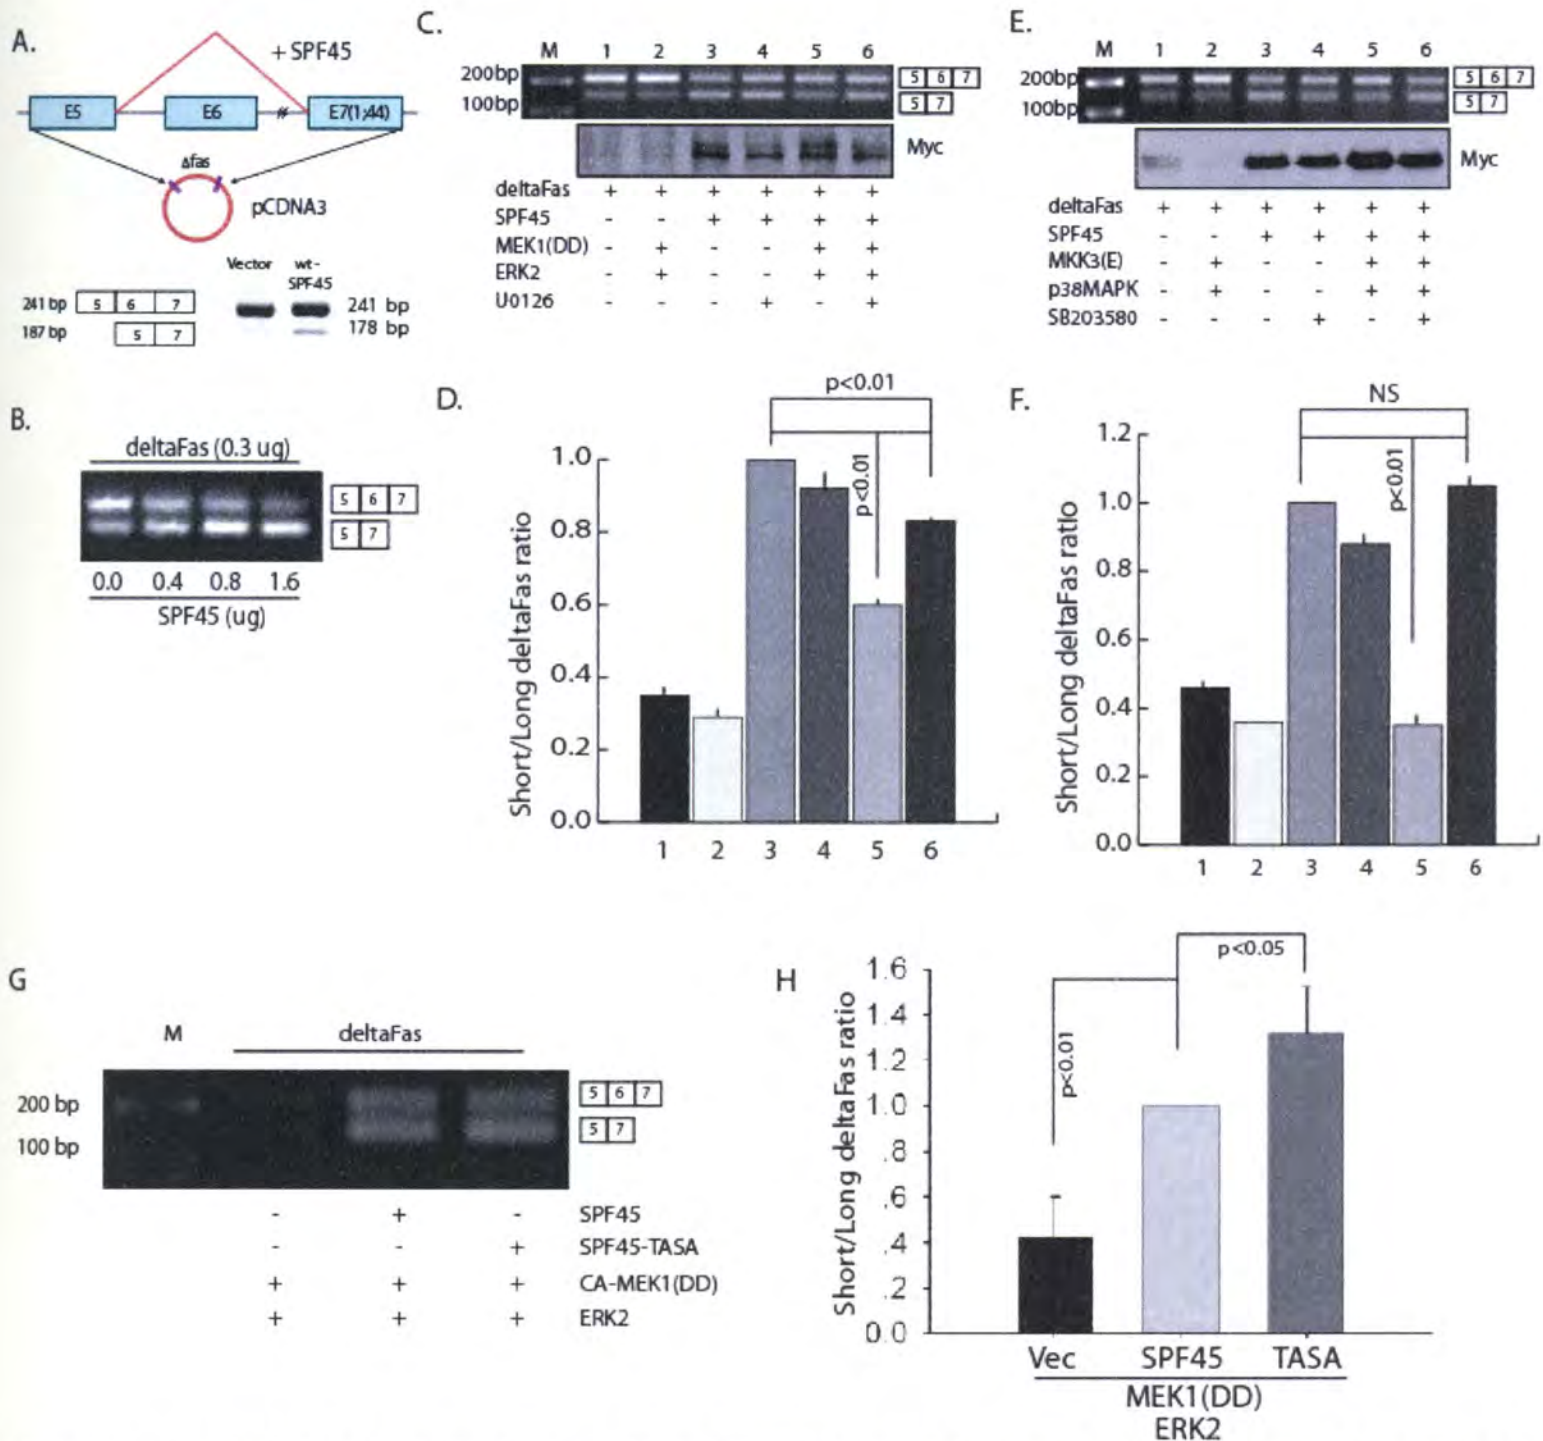 A.
+ SPF45
E5 E6 E7(1;44)
Δfas
pCDNA3
Vector wt-SPF45
241 bp 5 6 7 241 bp
187 bp 5 7 178 bp
B.
deltaFas (0.3 ug)
5 6 7
5 7
0.0 0.4 0.8 1.6
SPF45 (ug)
C.
M 1 2 3 4 5 6
200bp 5 6 7
100bp 5 7
Myc
deltaFas + + + + + +
SPF45 - - + + + +
MEK1(DD) - + - - + +
ERK2 - + - - + +
U0126 - - - + - +
D.
p<0.01
p<0.01
Short/Long deltaFas ratio
1.0
0.8
0.6
0.4
0.2
0.0
1 2 3 4 5 6
E.
M 1 2 3 4 5 6
200bp 5 6 7
100bp 5 7
Myc
deltaFas + + + + + +
SPF45 - - + + + +
MKK3(E) - + - - + +
p38MAPK - + - - + +
SB203580 - - - + - +
F.
NS
p<0.01
Short/Long deltaFas ratio
1.2
1.0
0.8
0.6
0.4
0.2
0.0
1 2 3 4 5 6
G
M deltaFas
200 bp 5 6 7
100 bp 5 7
- + - SPF45
- - + SPF45-TASA
+ + + CA-MEK1(DD)
+ + + ERK2
H
p<0.05
p<0.01
Short/Long deltaFas ratio
1.6
1.4
1.2
1.0
.8
.6
.4
.2
0.0
Vec SPF45 TASA
MEK1(DD)
ERK2